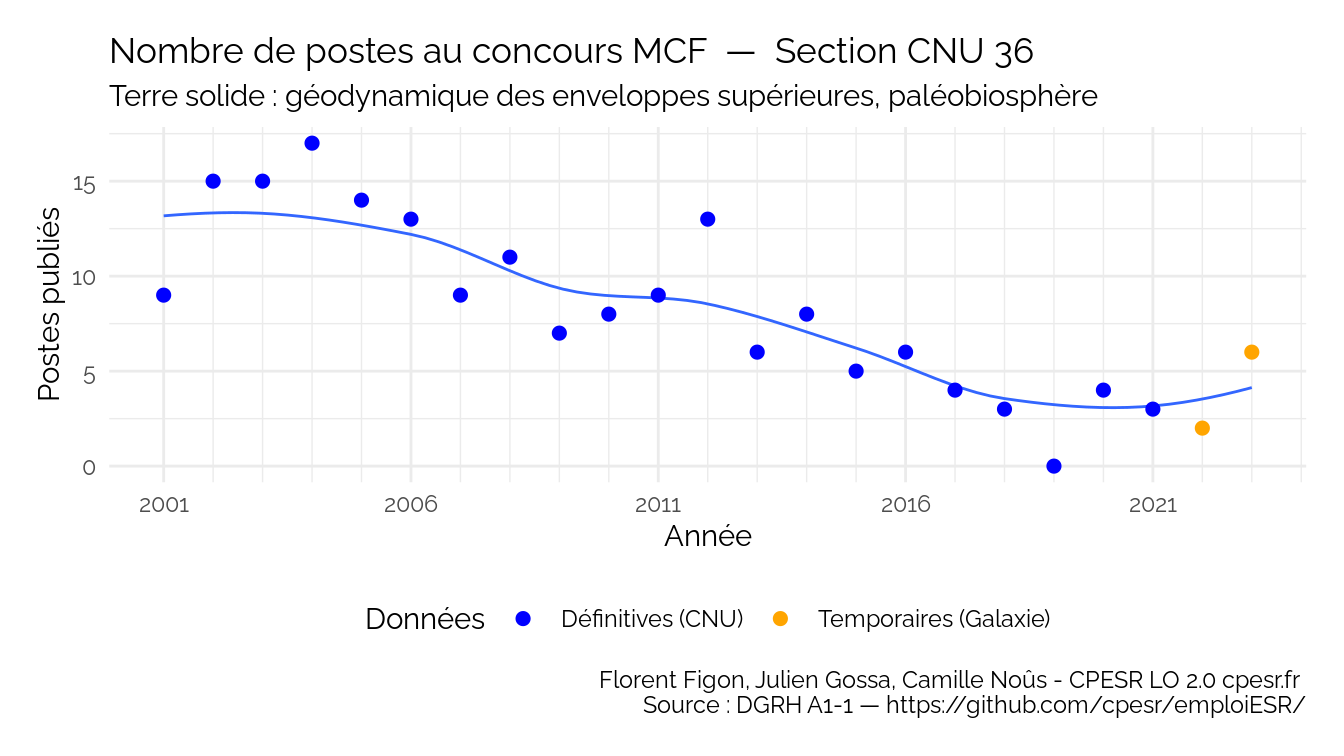 Nombre de postes au concours MCF — Section CNU 36
Terre solide : géodynamique des enveloppes supérieures, paléobiosphère
Postes publiés
15
10
5
0
2001 2006 2011 2016 2021
Année
Données Définitives (CNU) Temporaires (Galaxie)
Florent Figon, Julien Gossa, Camille Noûs - CPESR LO 2.0 cpesr.fr
Source : DGRH A1-1 — https://github.com/cpesr/emploiESR/